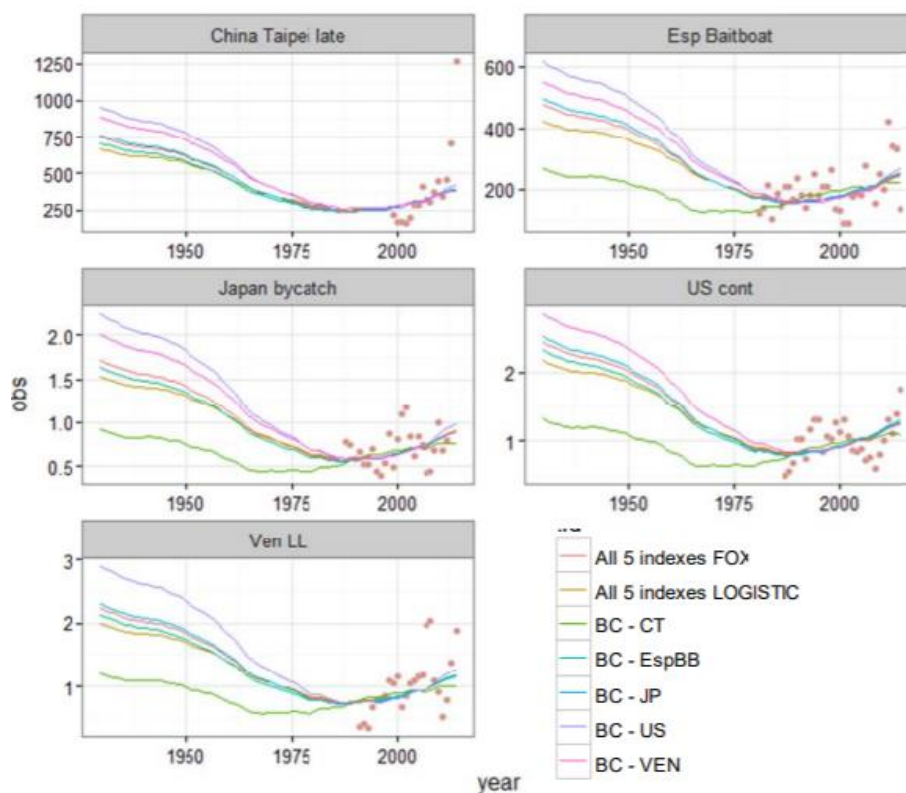 China Taipei late
Esp Baitboat
1250
1000
750
500
250
600
400
200
1950
1975
2000
1950
1975
2000
Japan bycatch
US cont
obs
2.0
1.5
1.0
0.5
2
1
1950
1975
2000
1950
1975
2000
Ven LL
3
2
1
1950
1975
2000
year
All 5 indexes FOX
All 5 indexes LOGISTIC
BC - CT
BC - EspBB
BC - JP
BC - US
BC - VEN